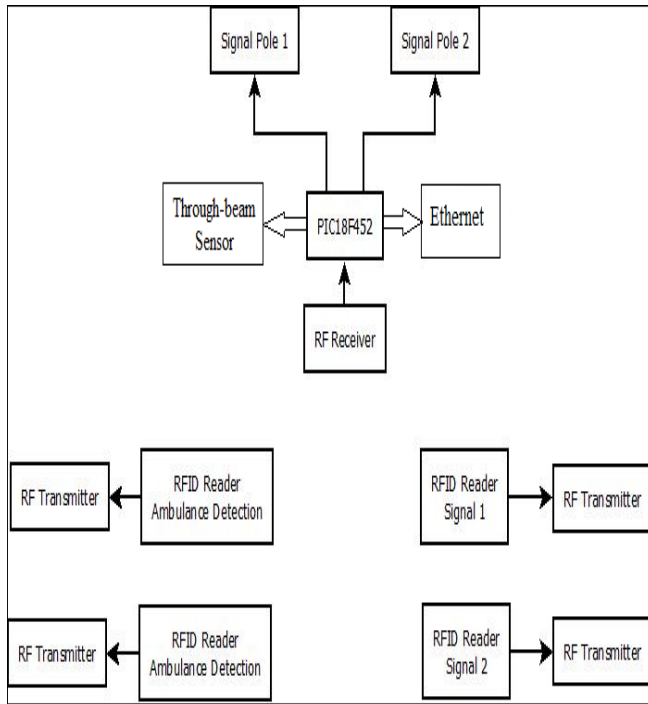 Signal Pole 1
Signal Pole 2
Through-beam
Sensor
PIC18F452
Ethernet
RF Receiver
RF Transmitter
RFID Reader
Ambulance Detection
RFID Reader
Signal 1
RF Transmitter
RF Transmitter
RFID Reader
Ambulance Detection
RFID Reader
Signal 2
RF Transmitter